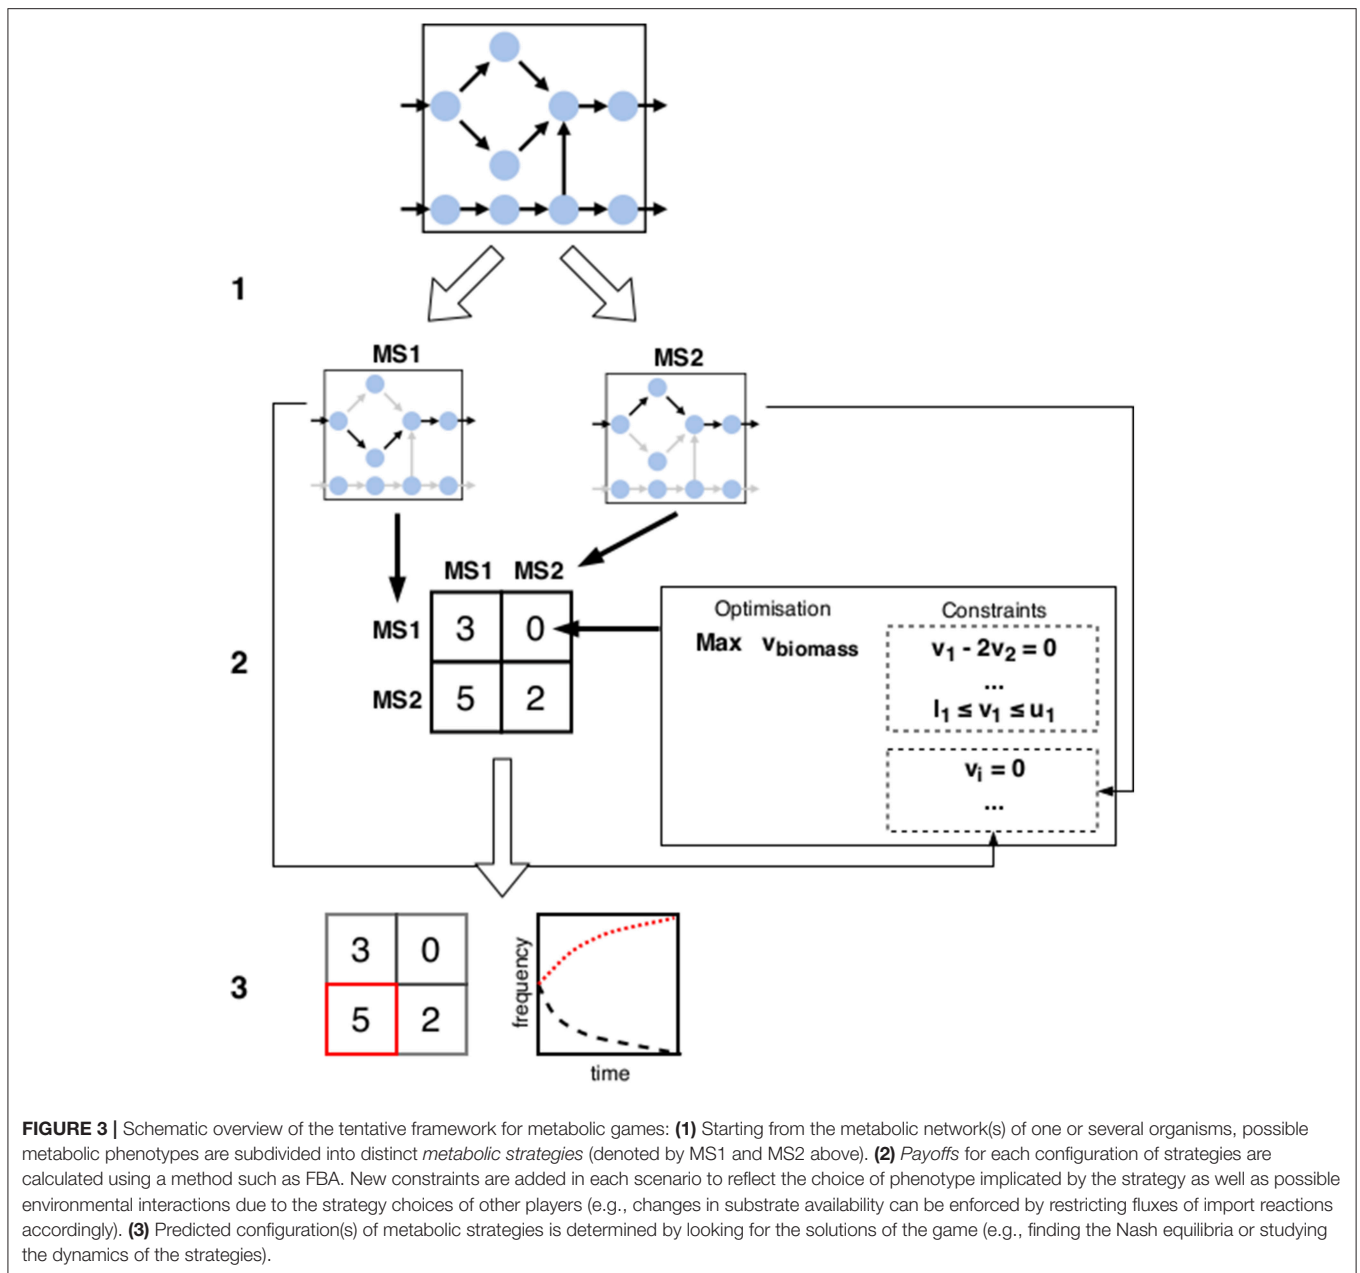 1
MS1
MS2
MS1 MS2
MS1 3 0
MS2 5 2
2
Optimisation
Max vbiomass
Constraints
v1 - 2v2 = 0
...
l1 ≤ v1 ≤ u1
vi = 0
...
3
3 0
5 2
frequency
time
FIGURE 3 | Schematic overview of the tentative framework for metabolic games: (1) Starting from the metabolic network(s) of one or several organisms, possible
metabolic phenotypes are subdivided into distinct metabolic strategies (denoted by MS1 and MS2 above). (2) Payoffs for each configuration of strategies are
calculated using a method such as FBA. New constraints are added in each scenario to reflect the choice of phenotype implicated by the strategy as well as possible
environmental interactions due to the strategy choices of other players (e.g., changes in substrate availability can be enforced by restricting fluxes of import reactions
accordingly). (3) Predicted configuration(s) of metabolic strategies is determined by looking for the solutions of the game (e.g., finding the Nash equilibria or studying
the dynamics of the strategies).